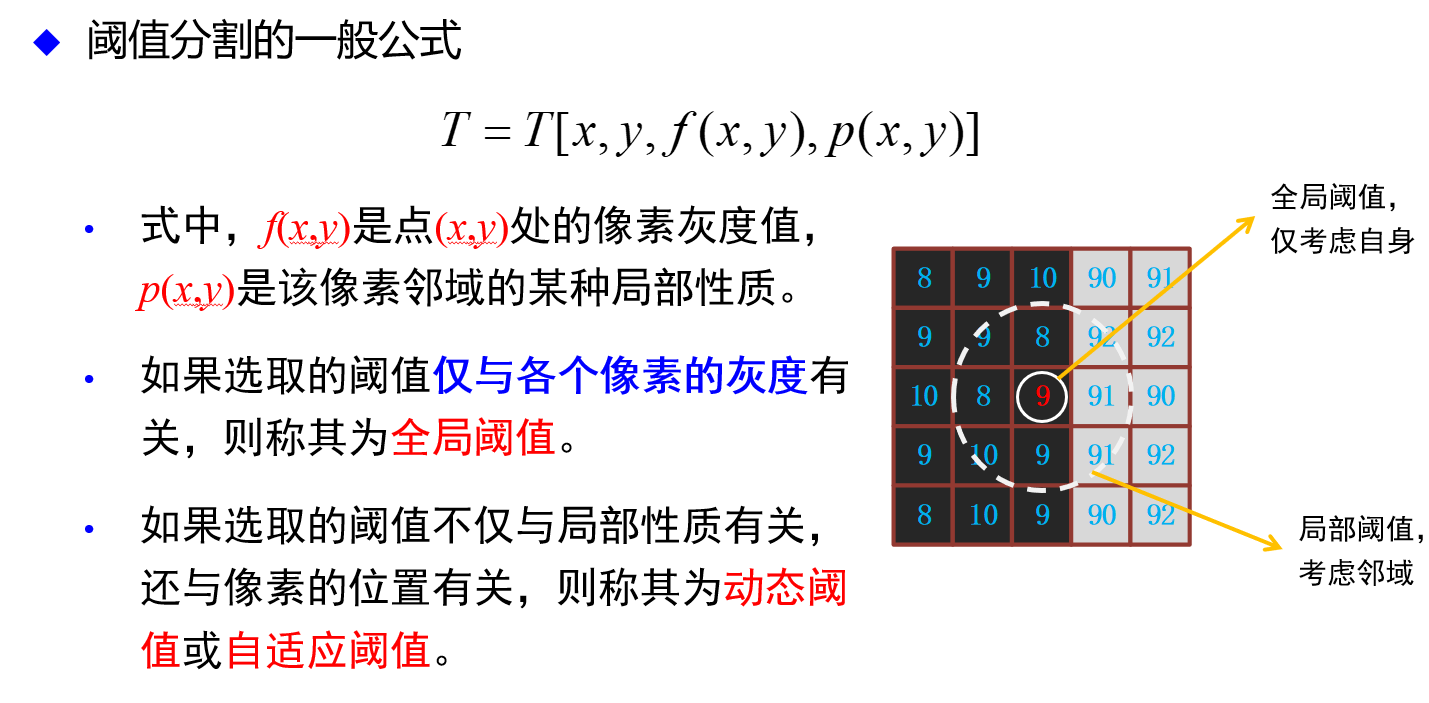 阈值分割的一般公式
T = T[x, y, f(x, y), p(x, y)]
式中，f(x,y)是点(x,y)处的像素灰度值，
p(x,y)是该像素邻域的某种局部性质。
如果选取的阈值仅与各个像素的灰度有
关，则称其为全局阈值。
如果选取的阈值不仅与局部性质有关，
还与像素的位置有关，则称其为动态阈
值或自适应阈值。
全局阈值，
仅考虑自身
8 9 10 90 91
9 9 8 92 92
10 8 9 91 90
9 10 9 91 92
8 10 9 90 92
局部阈值，
考虑邻域